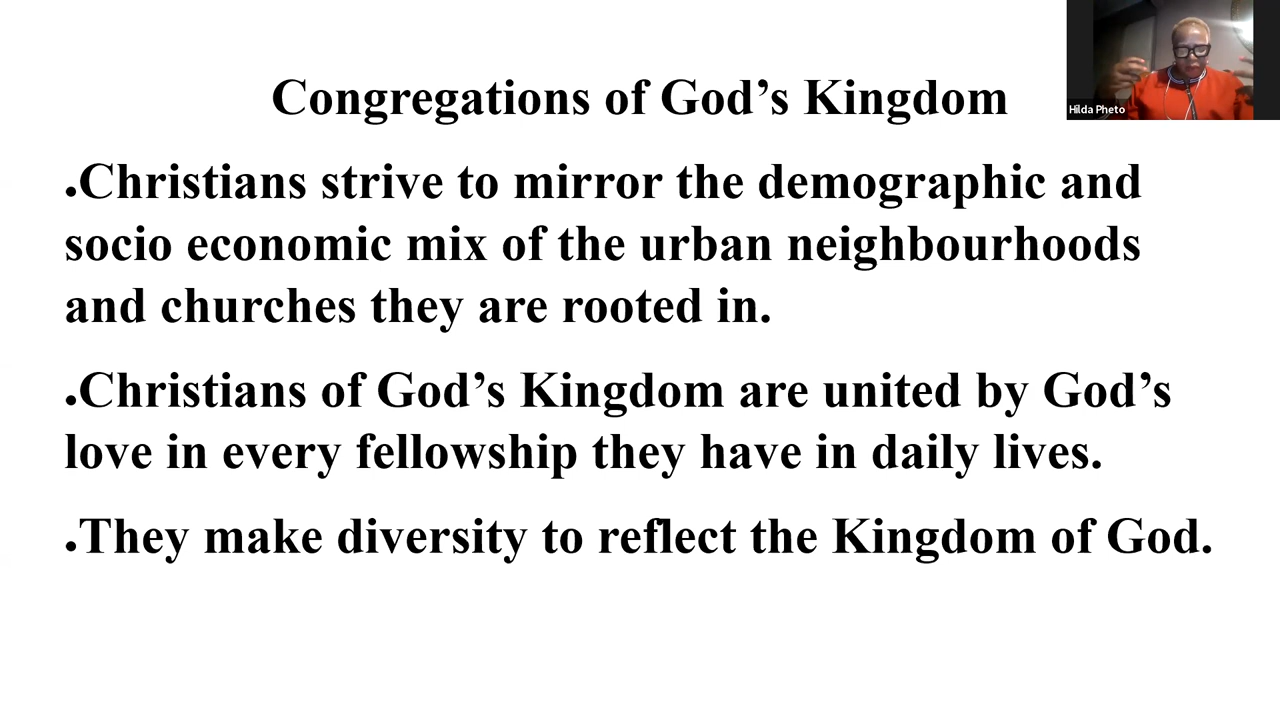 Congregations of God’s Kingdom
Hilda Pheto
•Christians strive to mirror the demographic and
socio economic mix of the urban neighbourhoods
and churches they are rooted in.
•Christians of God’s Kingdom are united by God’s
love in every fellowship they have in daily lives.
•They make diversity to reflect the Kingdom of God.